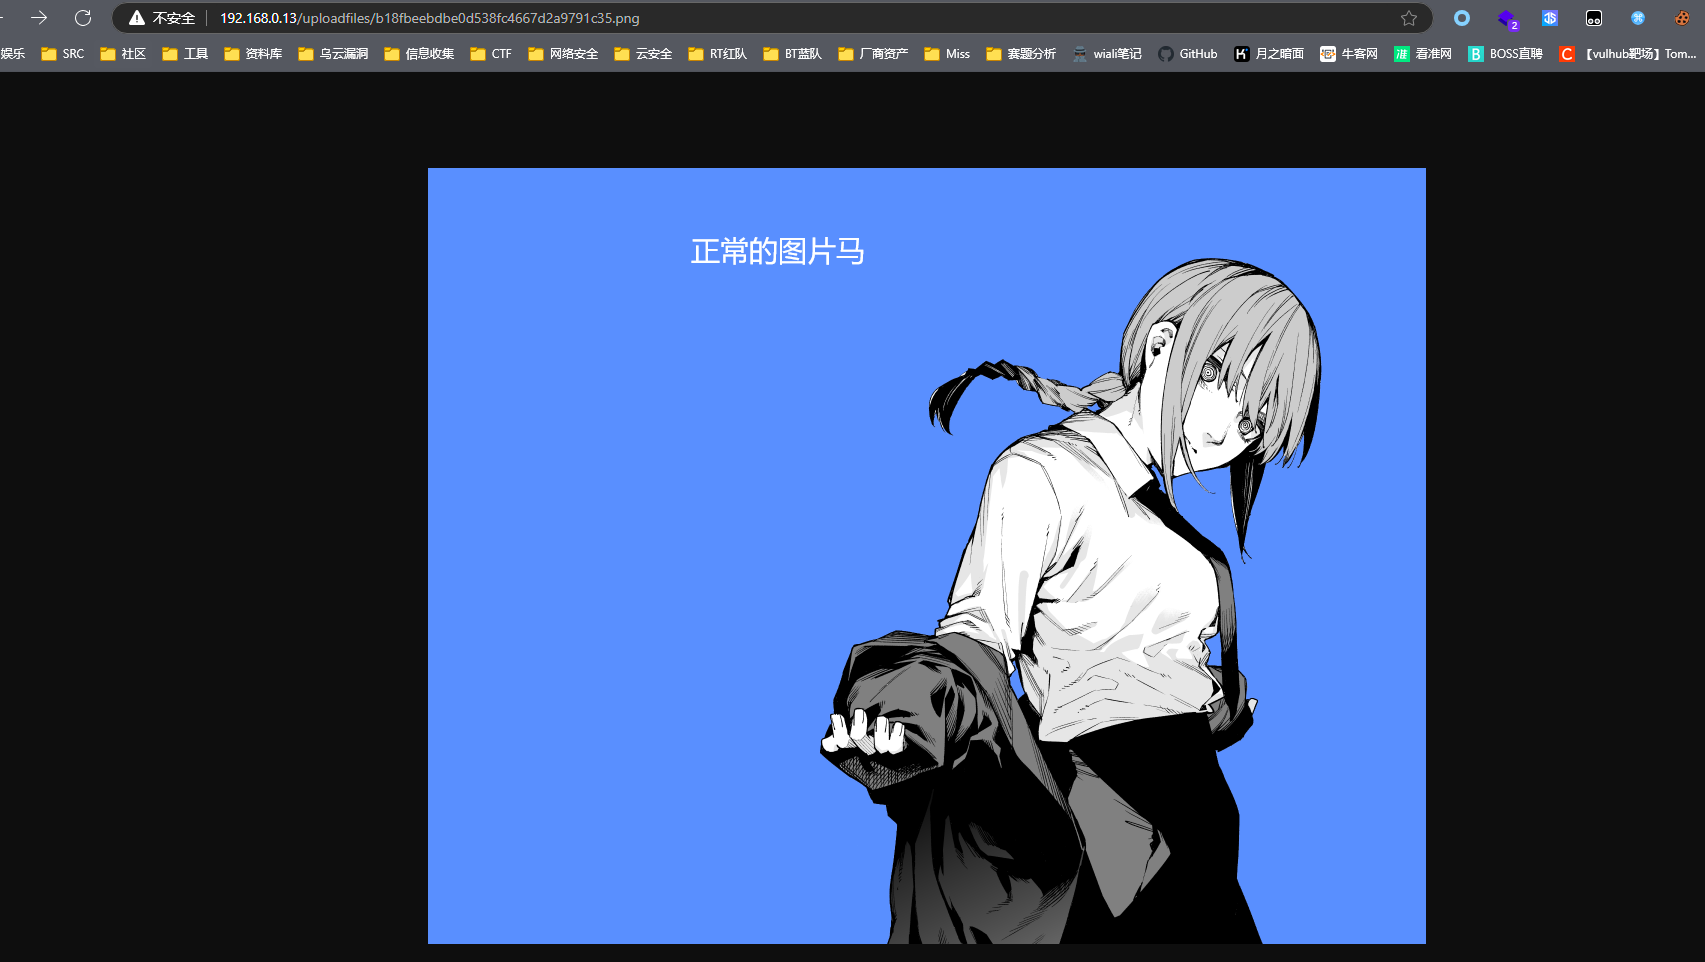 不安全 192.168.0.13/uploadfiles/b18fbeebdbe0d538fc4667d2a9791c35.png 2
娱乐 SRC 社区 工具 资料库 乌云漏洞 信息收集 CTF 网络安全 云安全 RT红队 BT蓝队 厂商资产 Miss 赛题分析 wiali笔记 GitHub 月之暗面 牛客网 准 看准网 B BOSS直聘 C 【vulhub靶场】Tom...
正常的图片马